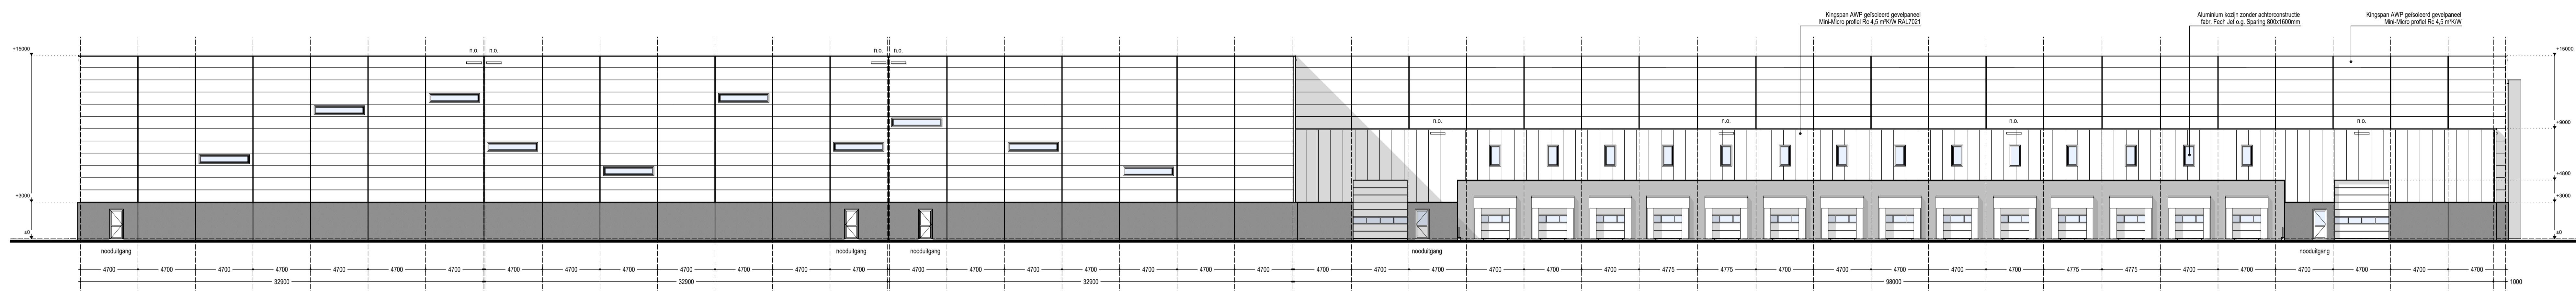 Kingspan AWP geïsoleerd gevelpaneel
Mini-Micro profiel Rc 4,5 m²K/W RAL7021
Aluminium kozijn zonder achterconstructie
fabr. Fech Jet o.g. Sparing 800x1600mm
Kingspan AWP geïsoleerd gevelpaneel
Mini-Micro profiel Rc 4,5 m²K/W
+15000
n.o. n.o.
n.o. n.o.
+15000
n.o.
n.o.
n.o.
n.o.
+9000
+4800
+3000
+3000
±0
±0
nooduitgang
nooduitgang
nooduitgang
nooduitgang
nooduitgang
4700 4700 4700 4700 4700 4700 4700 4700 4700 4700 4700 4700 4700 4700 4700 4700 4700 4700 4700 4700 4700 4700 4700 4700 4700 4700 4700 4775 4775 4700 4700 4700 4700 4700 4775 4775 4700 4700 4700 4700 4700 4700
32900 32900 32900 98000 1000